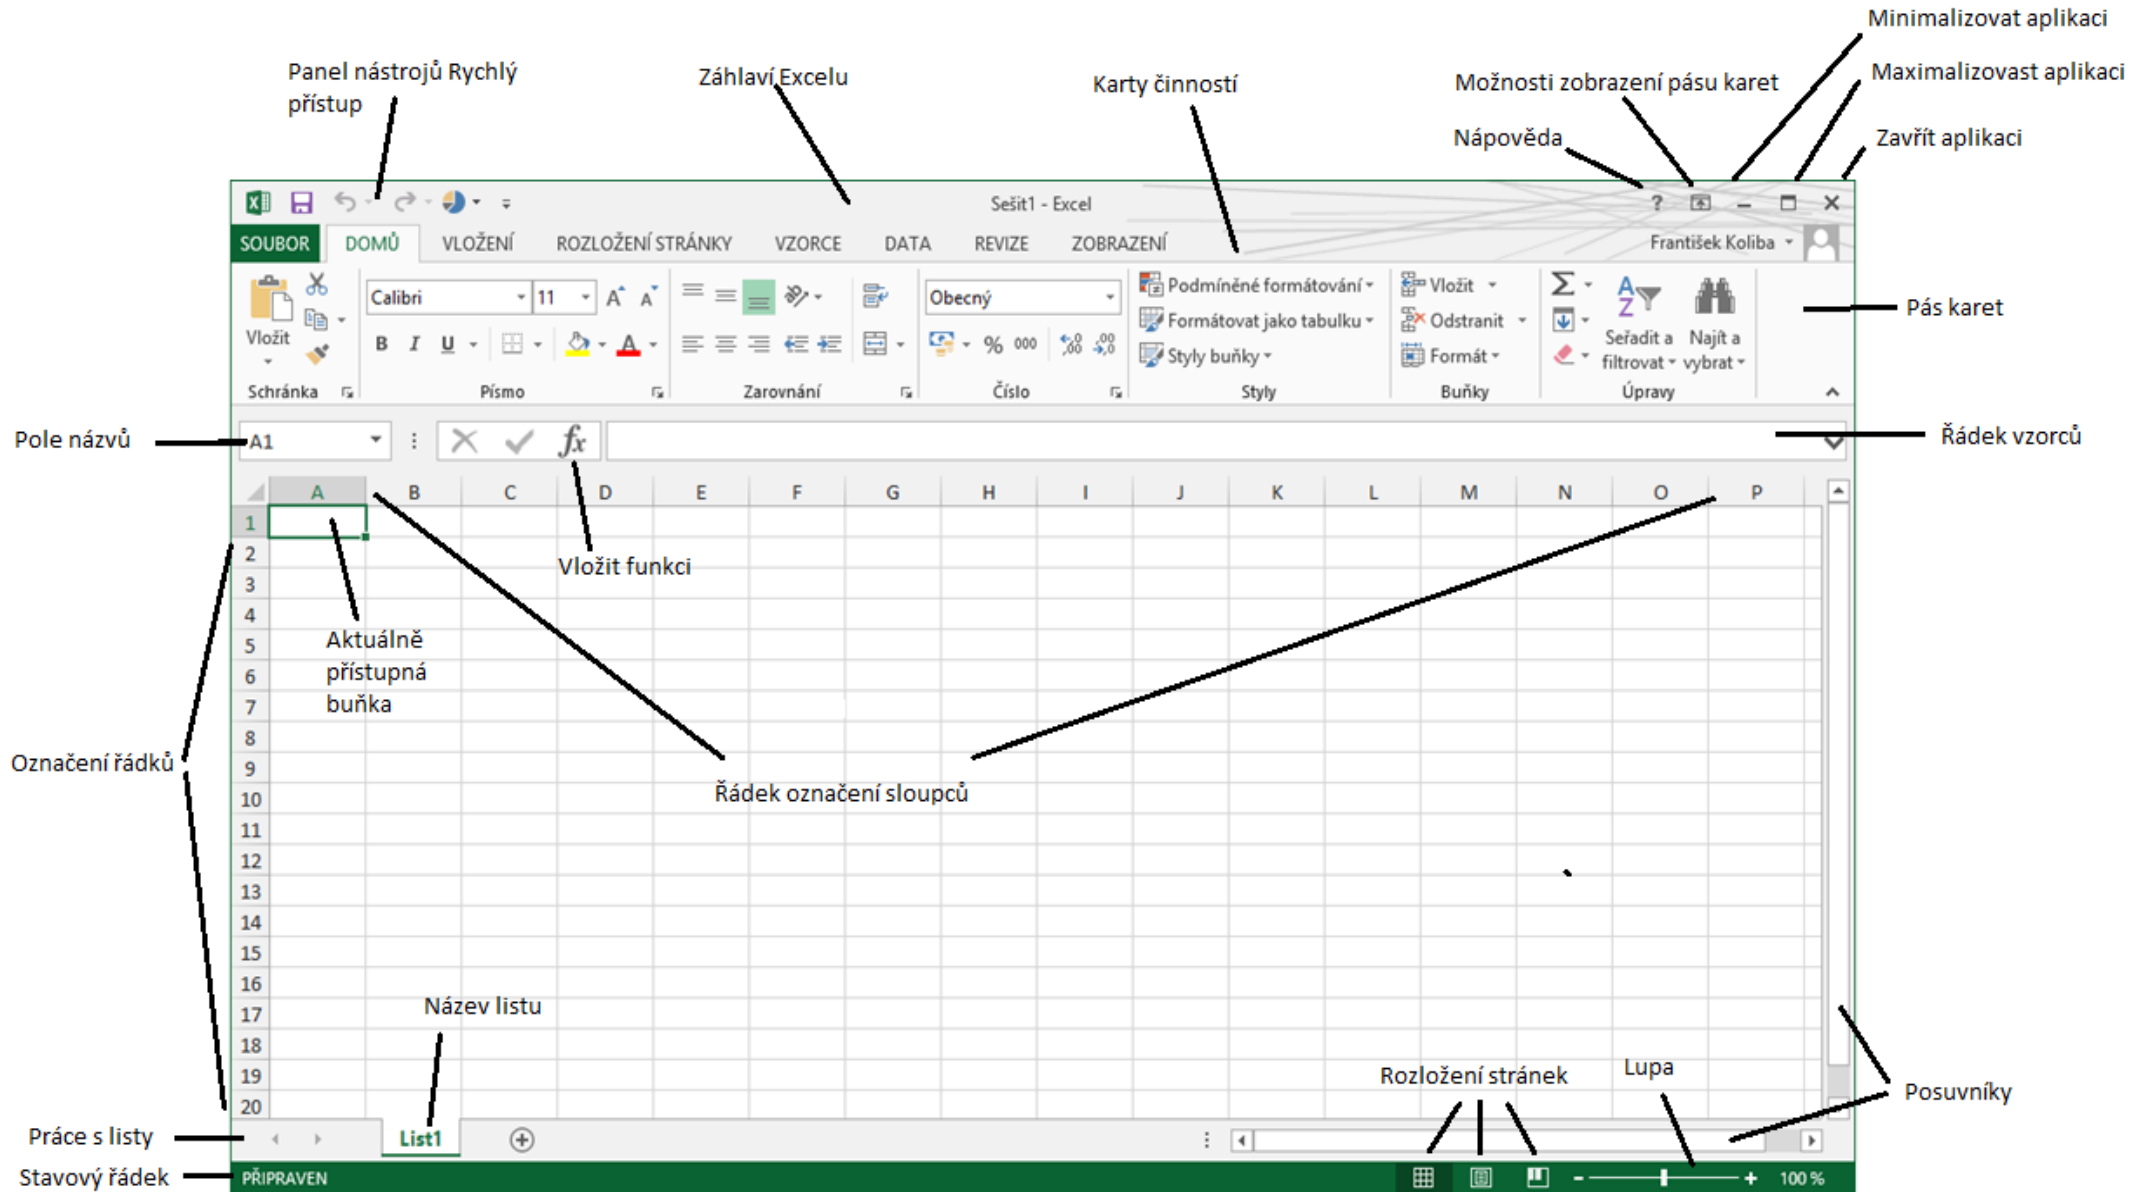 Minimalizovat aplikaci
Panel nástrojů Rychlý
přístup
Záhlaví Excelu
Karty činností
Možnosti zobrazení pásu karet
Maximalizovast aplikaci
Nápověda
Zavřít aplikaci
Sešit1 - Excel
?
SOUBOR DOMŮ VLOŽENÍ ROZLOŽENÍ STRÁNKY VZORCE DATA REVIZE ZOBRAZENÍ František Koliba
Vložit
Schránka
Calibri 11
B I U A
Písmo
Zarovnání
Obecný
% 000
Číslo
Podmíněné formátování
Formátovat jako tabulku
Styly buňky
Styly
Vložit
Odstranit
Formát
Buňky
Σ
Seřadit a
filtrovat
Najít a
vybrat
Úpravy
Pás karet
Pole názvů
A1
fx
Řádek vzorců
A B C D E F G H I J K L M N O P
1
2
3
4
5
6
7
8
9
10
11
12
13
14
15
16
17
18
19
20
Vložit funkci
Aktuálně
přístupná
buňka
Označení řádků
Řádek označení sloupců
Název listu
Rozložení stránek
Lupa
Posuvníky
Práce s listy
List1
Stavový řádek
PŘIPRAVEN
100 %